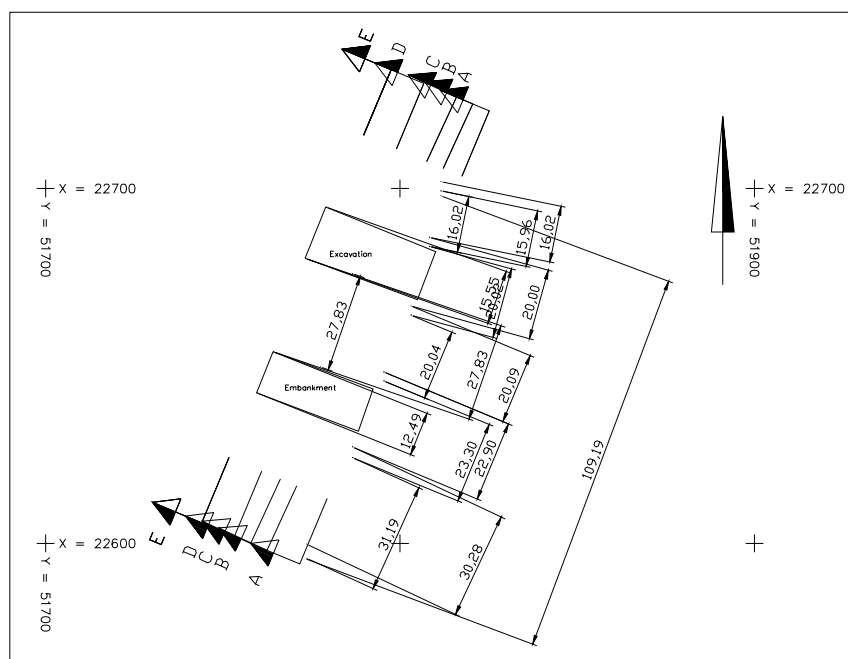 E
D
C
B
A
X = 22700
X = 22700
Y = 51700
Y = 51900
16,02
15,96
16,02
Excavation
15,55
20,02
20,00
27,83
20,04
27,83
20,09
Embankment
12,49
23,30
22,90
109,19
31,19
30,28
E
D
C
B
A
X = 22600
Y = 51700